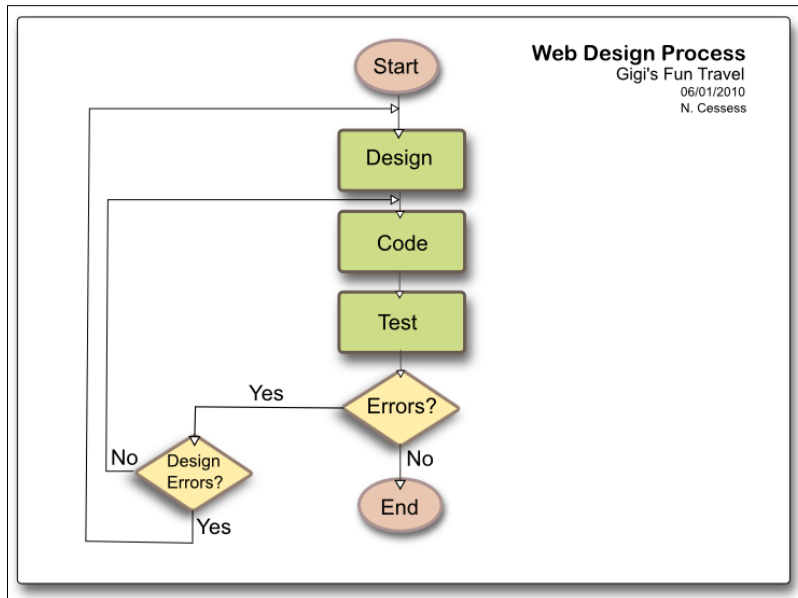 Web Design Process
Gigi's Fun Travel
06/01/2010
N. Cessess
Start
Design
Code
Test
Errors?
Yes
No
Design
Errors?
No
Yes
End